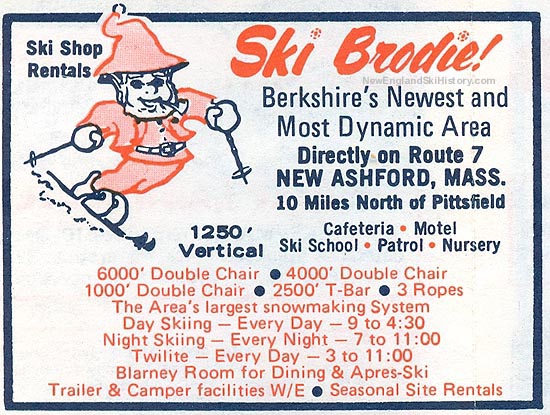 Ski Shop
Rentals
Ski Brodie!
NewEnglandSkiHistory.com
Berkshire's Newest and
Most Dynamic Area
Directly on Route 7
NEW ASHFORD, MASS.
10 Miles North of Pittsfield
1250'
Vertical
Cafeteria • Motel
Ski School • Patrol • Nursery
6000' Double Chair ● 4000' Double Chair
1000' Double Chair ● 2500' T-Bar ● 3 Ropes
The Area's largest snowmaking System
Day Skiing — Every Day — 9 to 4:30
Night Skiing — Every Night — 7 to 11:00
Twilite — Every Day — 3 to 11:00
Blarney Room for Dining & Apres-Ski
Trailer & Camper facilities W/E ● Seasonal Site Rentals